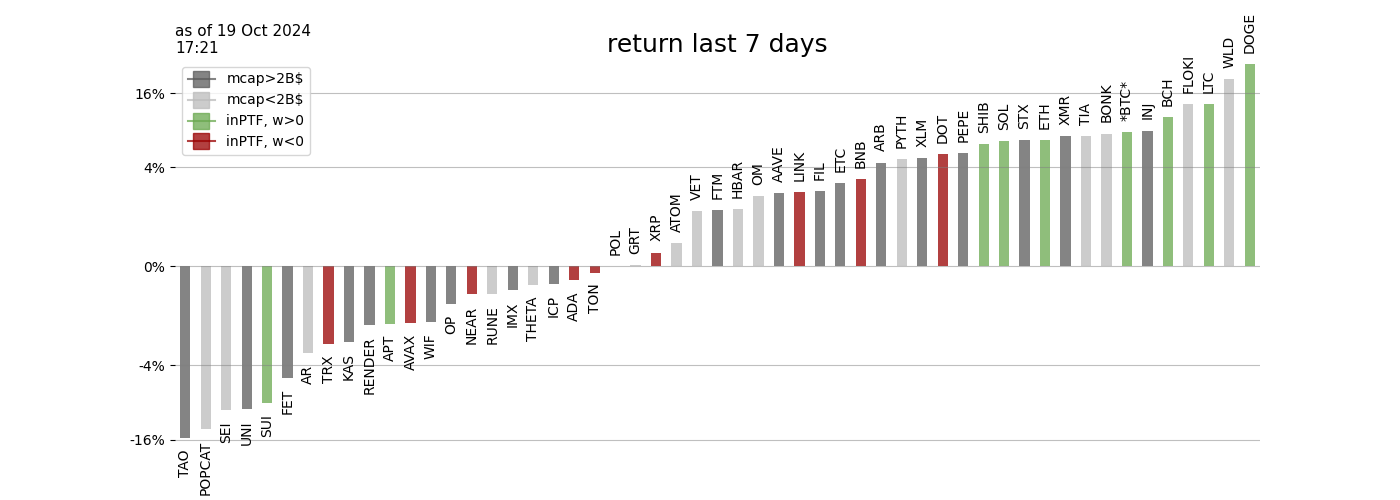 as of 19 Oct 2024
17:21
return last 7 days
mcap>2B$
mcap<2B$
inPTF, w>0
inPTF, w<0
16%
4%
0%
-4%
-16%
TAO
POPCAT
SEI
UNI
SUI
FET
AR
TRX
KAS
RENDER
APT
AVAX
WIF
OP
NEAR
RUNE
IMX
THETA
ICP
ADA
TON
POL
GRT
XRP
ATOM
VET
FTM
HBAR
OM
AAVE
LINK
FIL
ETC
BNB
ARB
PYTH
XLM
DOT
PEPE
SHIB
SOL
STX
ETH
XMR
TIA
BONK
*BTC*
INJ
BCH
FLOKI
LTC
WLD
DOGE